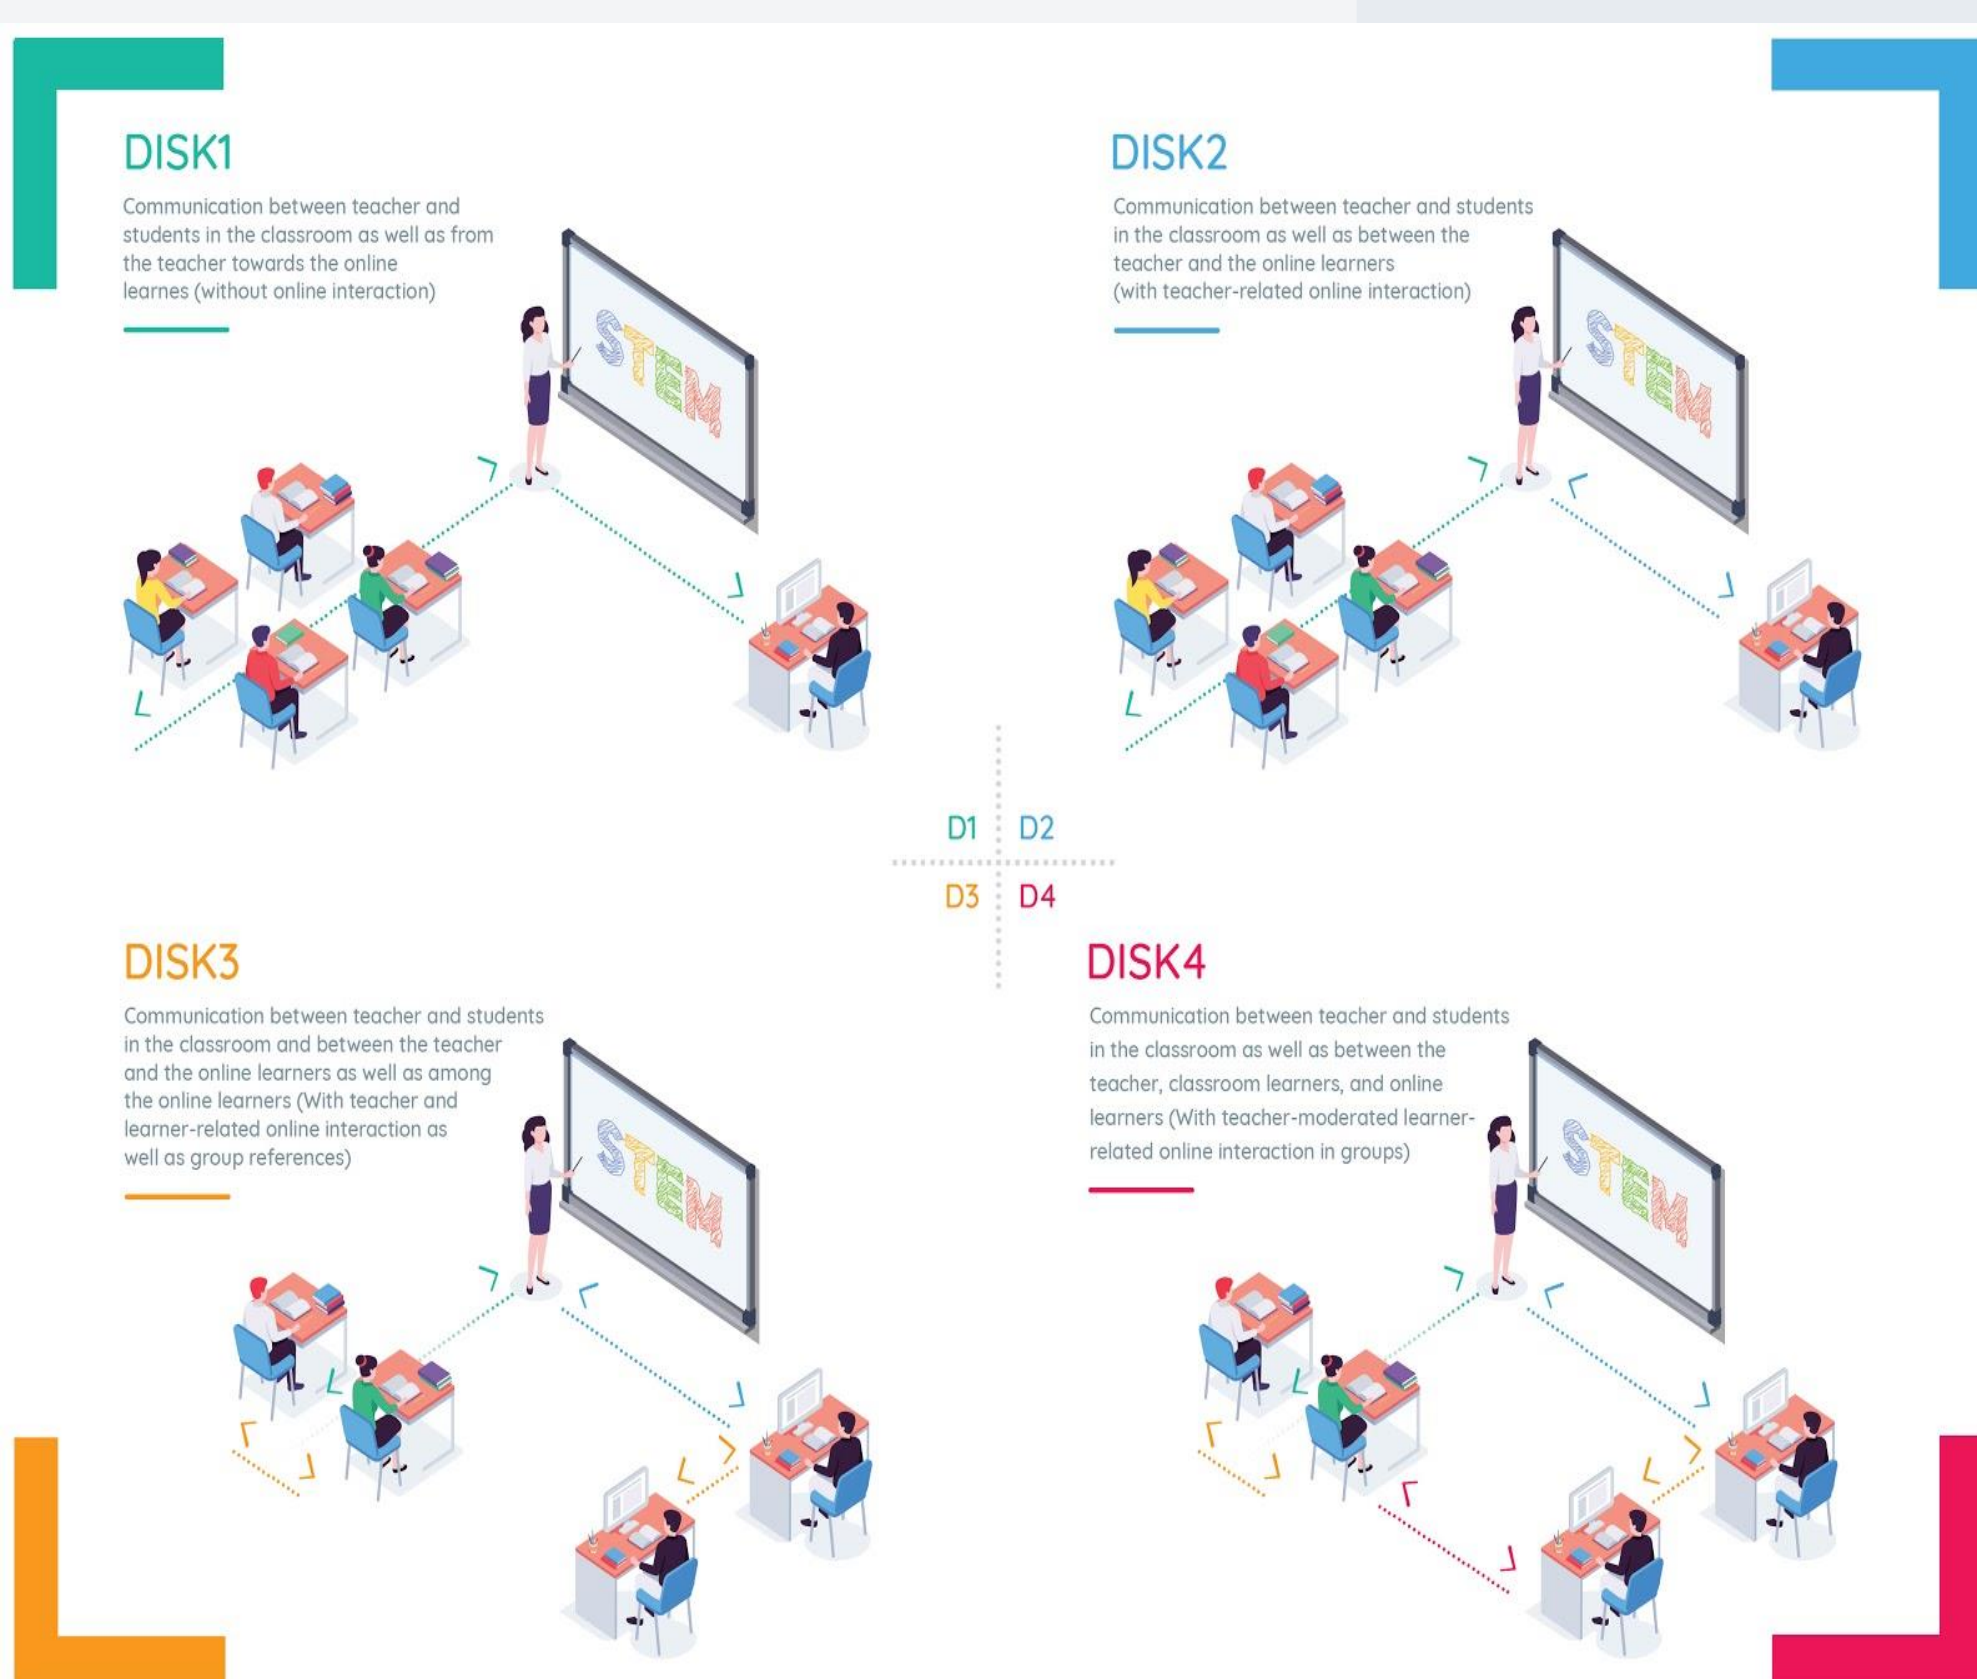 DISK1
Communication between teacher and
students in the classroom as well as from
the teacher towards the online
learnes (without online interaction)
STEM
DISK2
Communication between teacher and students
in the classroom as well as between the
teacher and the online learners
(with teacher-related online interaction)
STEM
D1
D2
D3
D4
DISK3
Communication between teacher and students
in the classroom and between the teacher
and the online learners as well as among
the online learners (With teacher and
learner-related online interaction as
well as group references)
STEM
DISK4
Communication between teacher and students
in the classroom as well as between the
teacher, classroom learners, and online
learners (With teacher-moderated learner-
related online interaction in groups)
STEM